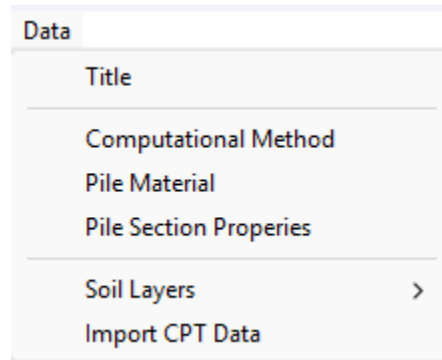 Data
Title
Computational Method
Pile Material
Pile Section Properies
Soil Layers
Import CPT Data